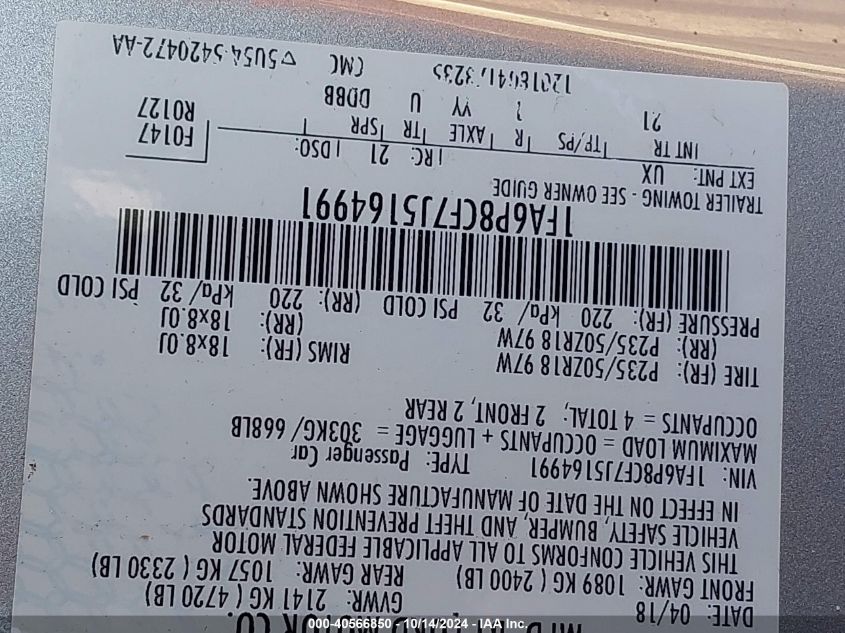 MFD. BY FORD MOTOR CO.
DATE: 04/18 GVWR: 2141 KG ( 4720 LB)
FRONT GAWR: 1089 KG ( 2400 LB) REAR GAWR: 1057 KG ( 2330 LB)
THIS VEHICLE CONFORMS TO ALL APPLICABLE FEDERAL MOTOR
VEHICLE SAFETY, BUMPER, AND THEFT PREVENTION STANDARDS
IN EFFECT ON THE DATE OF MANUFACTURE SHOWN ABOVE.
VIN: 1FA6P8CF7J5164991 TYPE: Passenger Car
MAXIMUM LOAD = OCCUPANTS + LUGGAGE = 303KG/ 668LB
OCCUPANTS = 4 TOTAL; 2 FRONT, 2 REAR
TIRE (FR): P235/50ZR18 97W RIMS (FR): 18x8.0J
(RR): P235/50ZR18 97W (RR): 18x8.0J
PRESSURE (FR): 220 kPa/ 32 PSI COLD (RR): 220 kPa/ 32 PSI COLD
1FA6P8CF7J5164991
TRAILER TOWING - SEE OWNER GUIDE
EXT PNT: UX RC: 21 DSO: F0147
INT TR TP/PS R AXLE TR SPR R0127
21 YY U DDBB
CMC ▽5U5A-5420472-AA
000-40566850 - 10/14/2024 - IAA Inc.